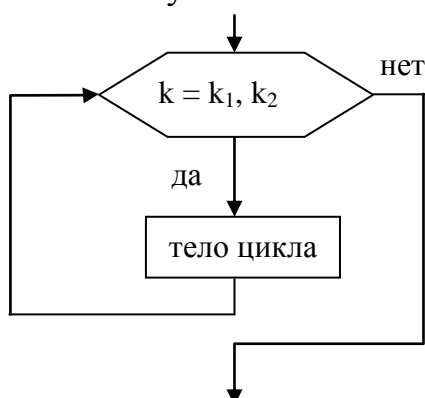 нет
k = k₁, k₂
да
тело цикла